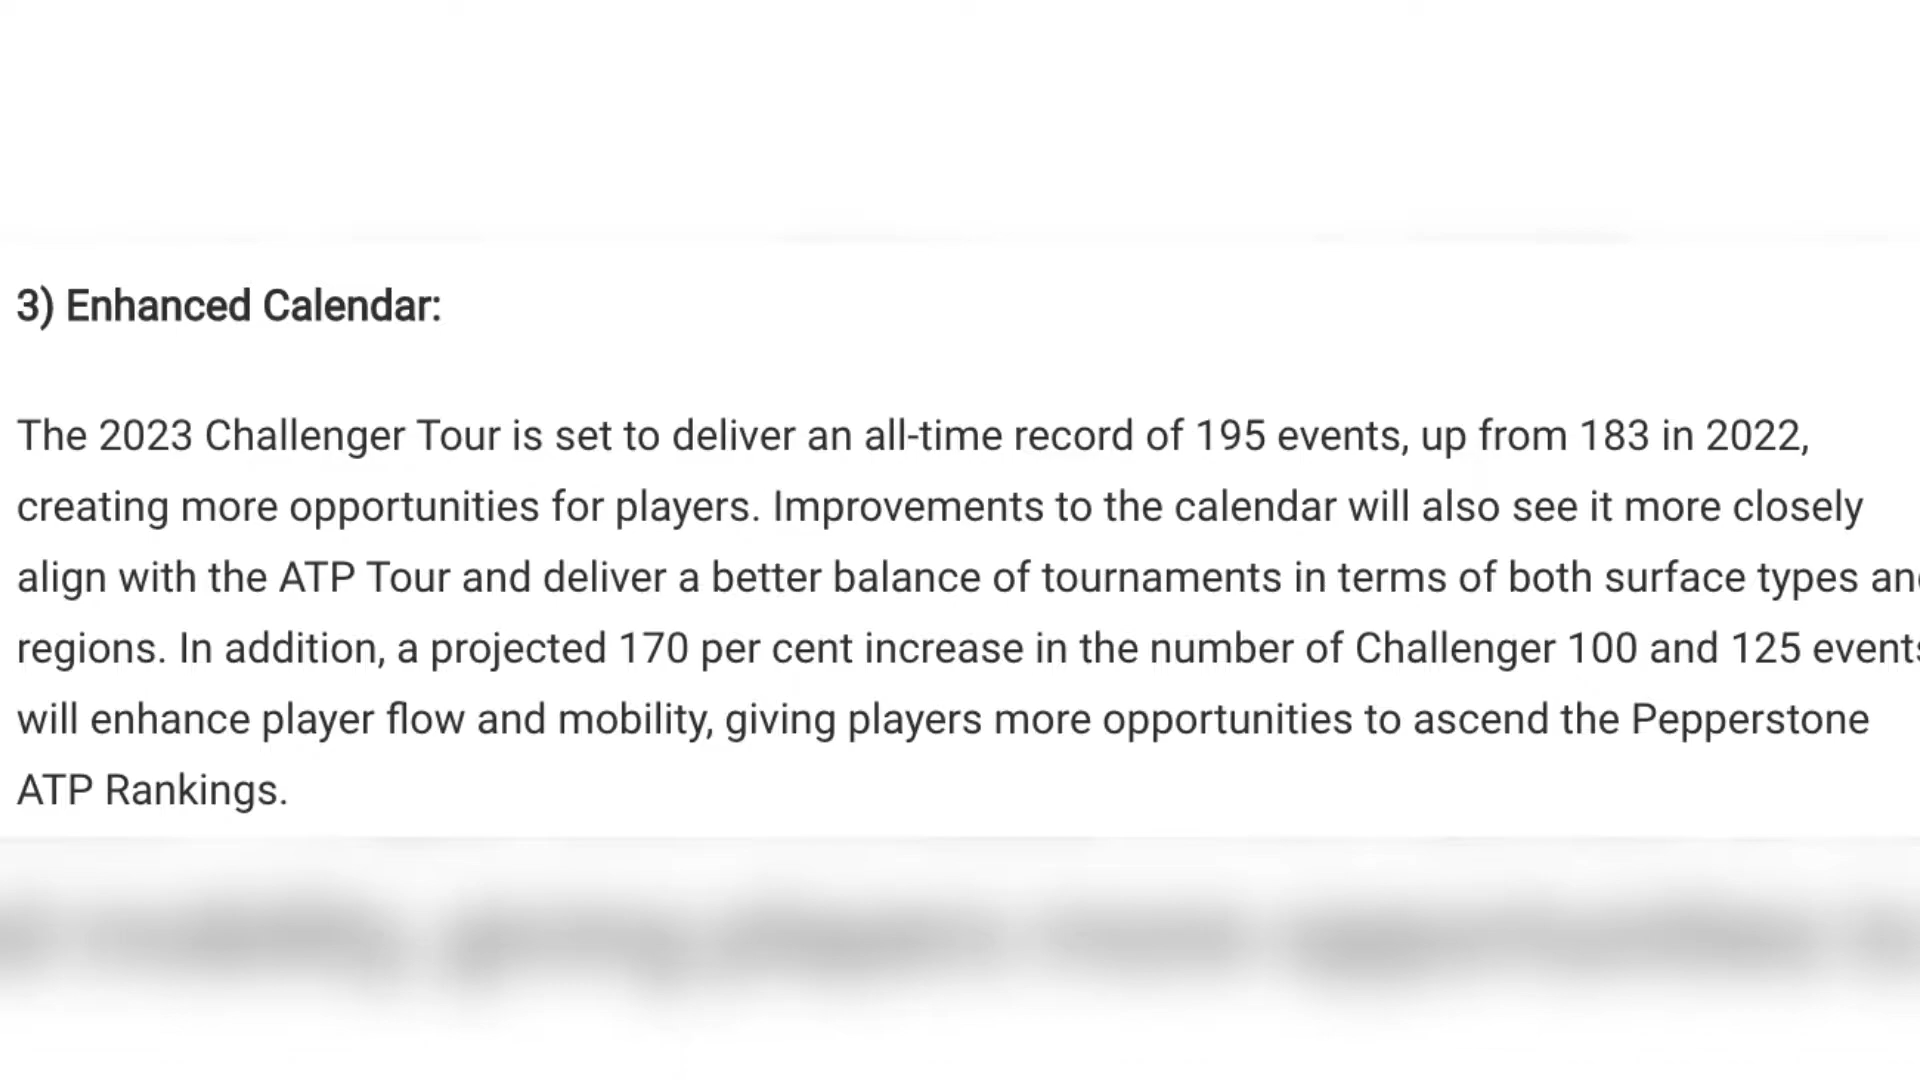 3) Enhanced Calendar:
The 2023 Challenger Tour is set to deliver an all-time record of 195 events, up from 183 in 2022,
creating more opportunities for players. Improvements to the calendar will also see it more closely
align with the ATP Tour and deliver a better balance of tournaments in terms of both surface types and
regions. In addition, a projected 170 per cent increase in the number of Challenger 100 and 125 events
will enhance player flow and mobility, giving players more opportunities to ascend the Pepperstone
ATP Rankings.